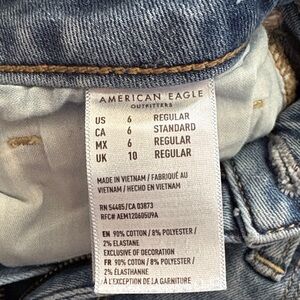 AMERICAN EAGLE
OUTFITTERS
US 6 REGULAR
CA 6 STANDARD
MX 6 REGULAR
UK 10 REGULAR
MADE IN VIETNAM / FABRIQUÉ AU
VIETNAM / HECHO EN VIETNAM
RN 54485/CA 03873
RFC# AEM120605U9A
EN 90% COTTON / 8% POLYESTER /
2% ELASTANE
EXCLUSIVE OF DECORATION
FR 90% COTON / 8% POLYESTER /
2% ÉLASTHANNE
À L'EXCEPTION DE LA GARNITURE